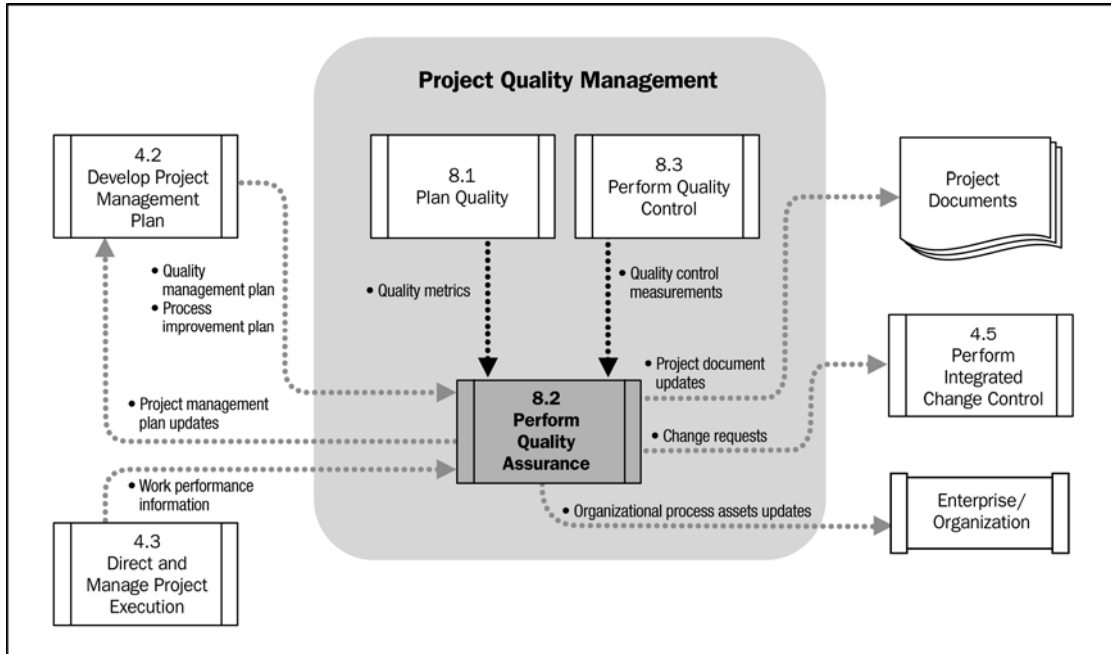 Project Quality Management
4.2
Develop Project
Management
Plan
8.1
Plan Quality
8.3
Perform Quality
Control
Project
Documents
• Quality
management plan
• Process
improvement plan
• Quality metrics
• Quality control
measurements
4.5
Perform
Integrated
Change Control
• Project management
plan updates
8.2
Perform
Quality
Assurance
• Project document
updates
• Change requests
• Work performance
information
• Organizational process assets updates
Enterprise/
Organization
4.3
Direct and
Manage Project
Execution